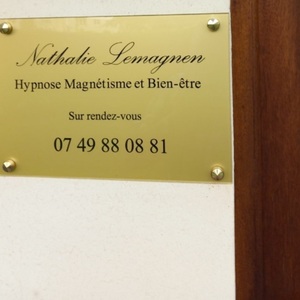 Nathalie Lemagnen
Hypnose Magnétisme et Bien-être
Sur rendez-vous
07 49 88 08 81